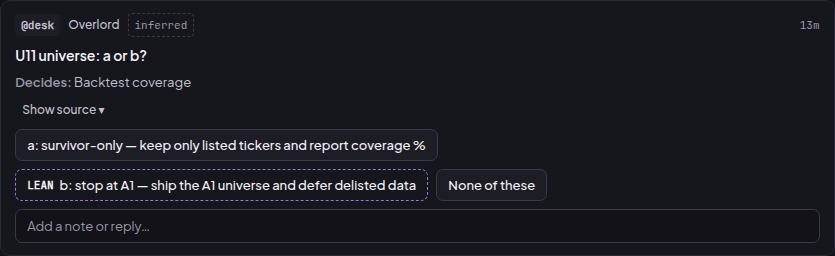 @desk Overlord inferred 13m
U11 universe: a or b?
Decides: Backtest coverage
Show source ▾
a: survivor-only — keep only listed tickers and report coverage %
LEAN b: stop at A1 — ship the A1 universe and defer delisted data None of these
Add a note or reply...